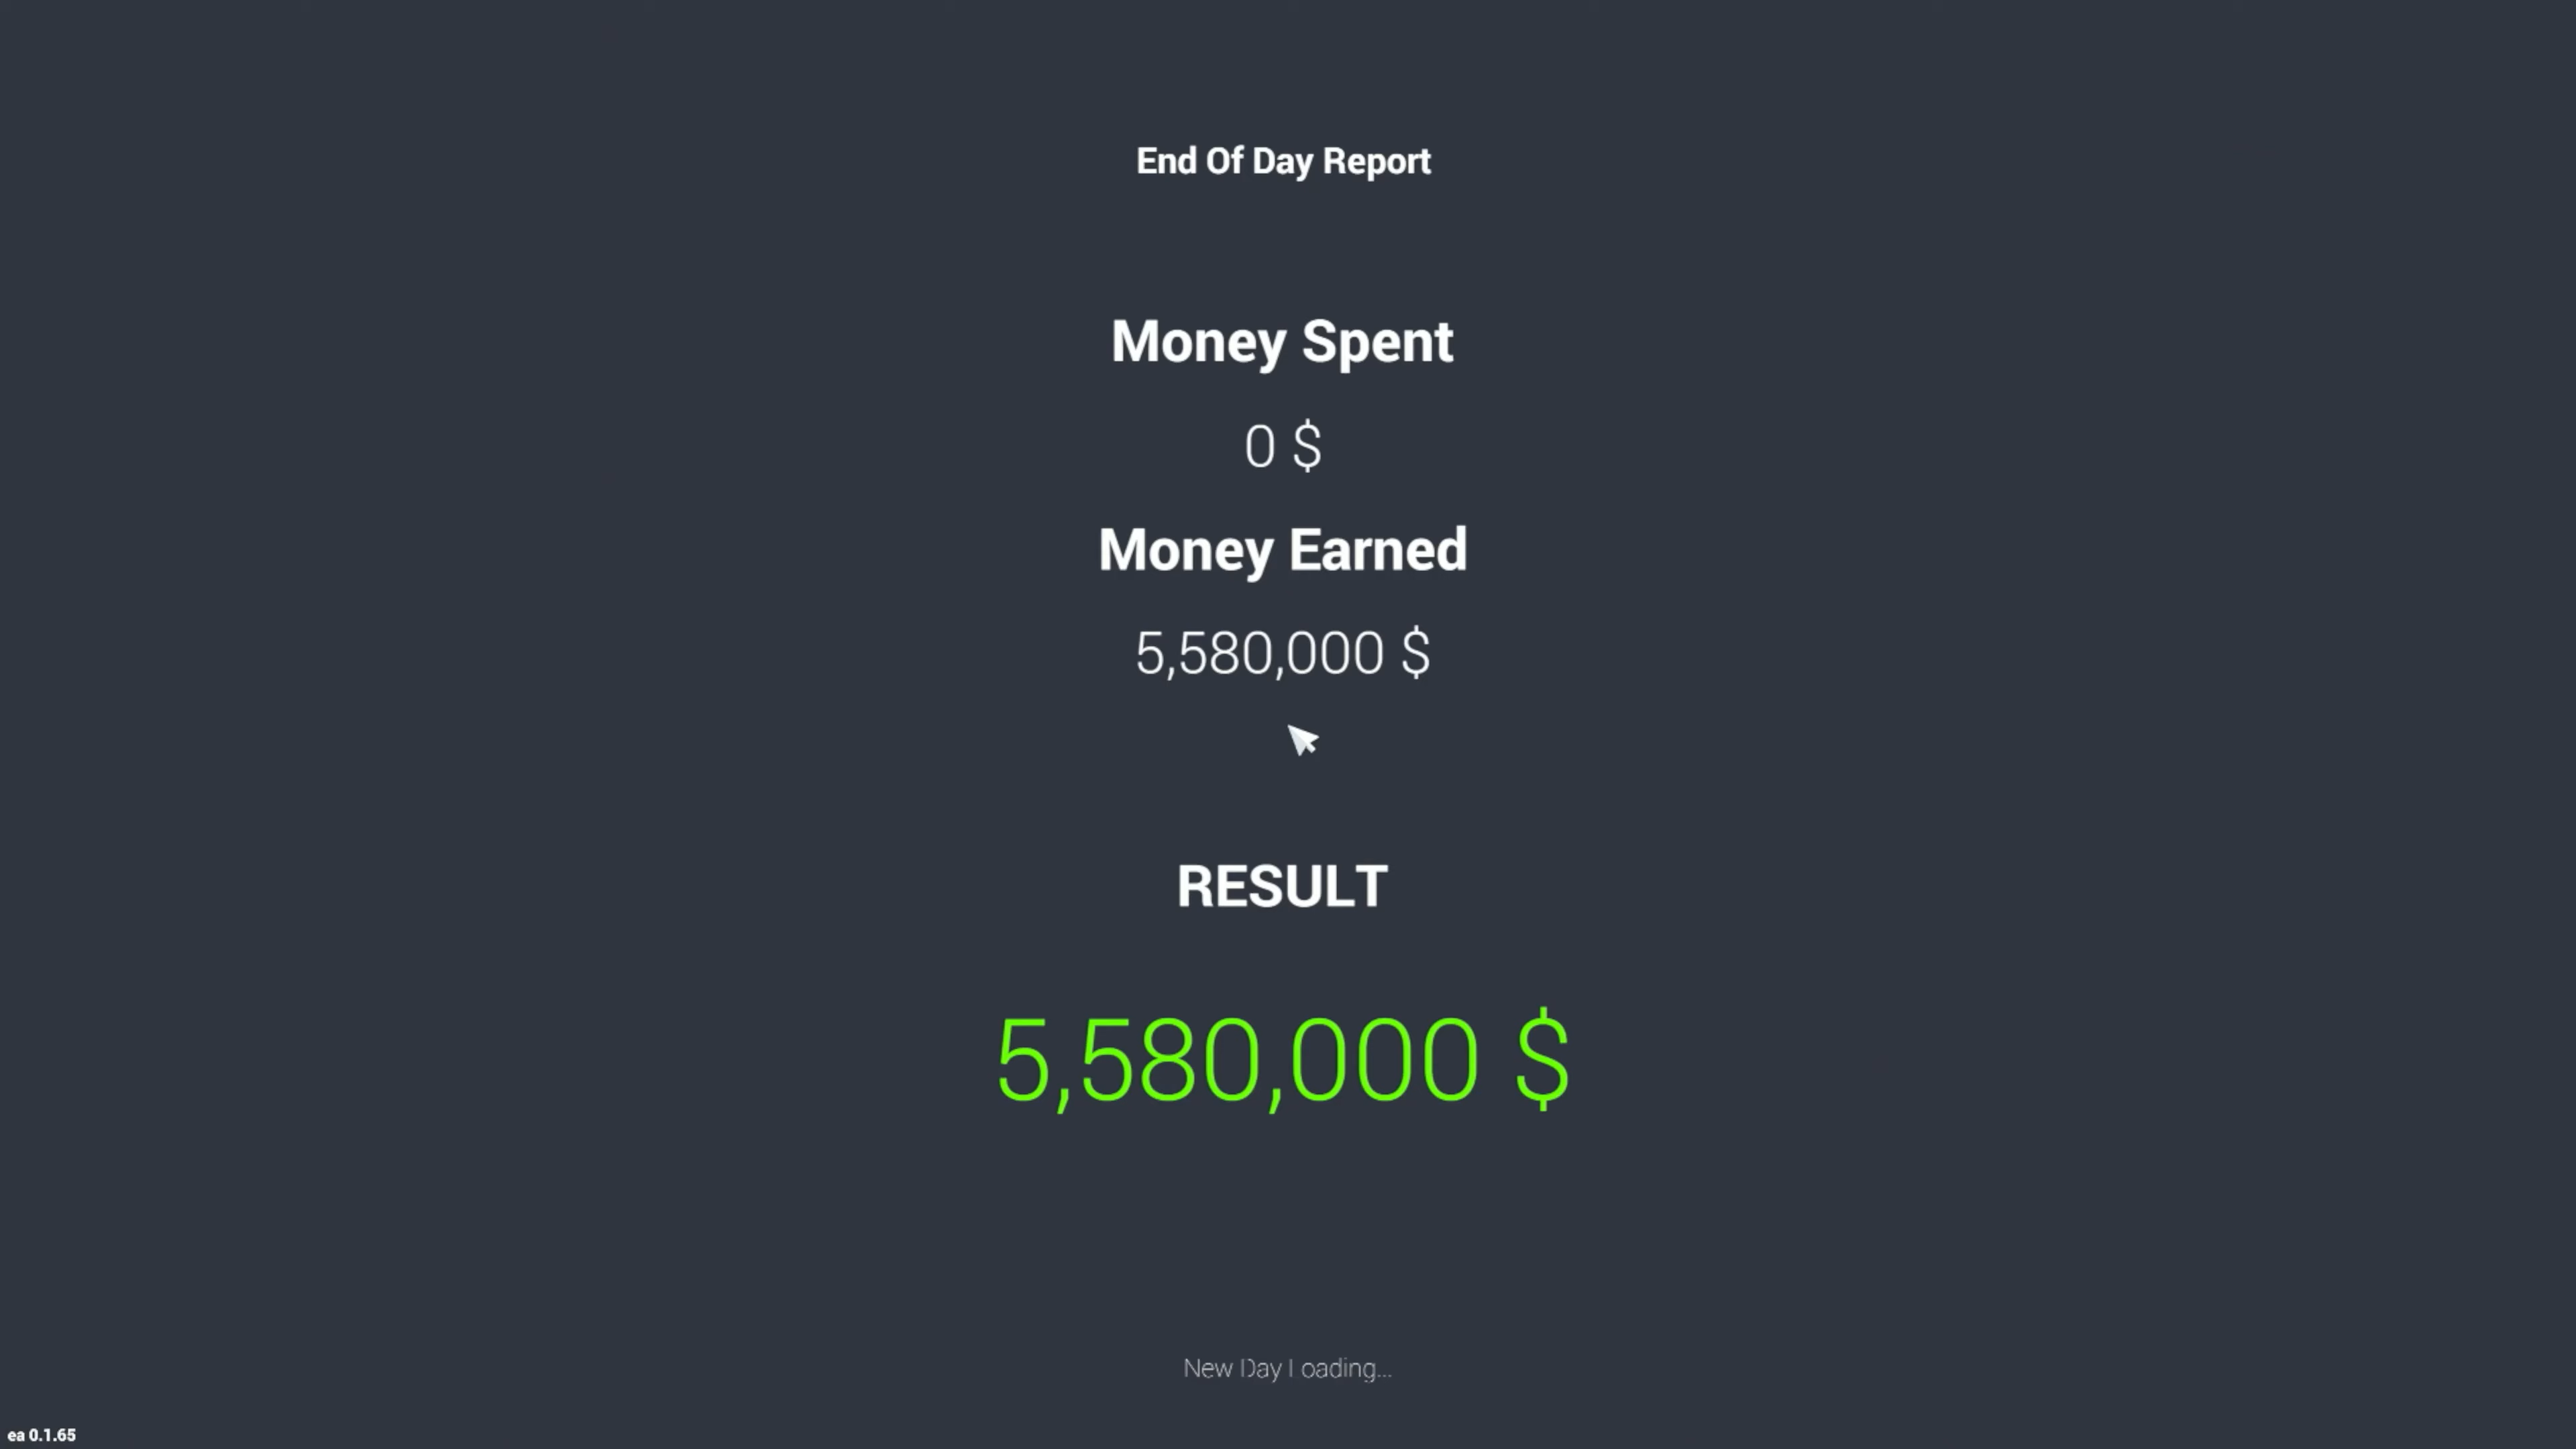 End Of Day Report
Money Spent
0 $
Money Earned
5,580,000 $
RESULT
5,580,000 $
New Day Loading...
ea 0.1.65